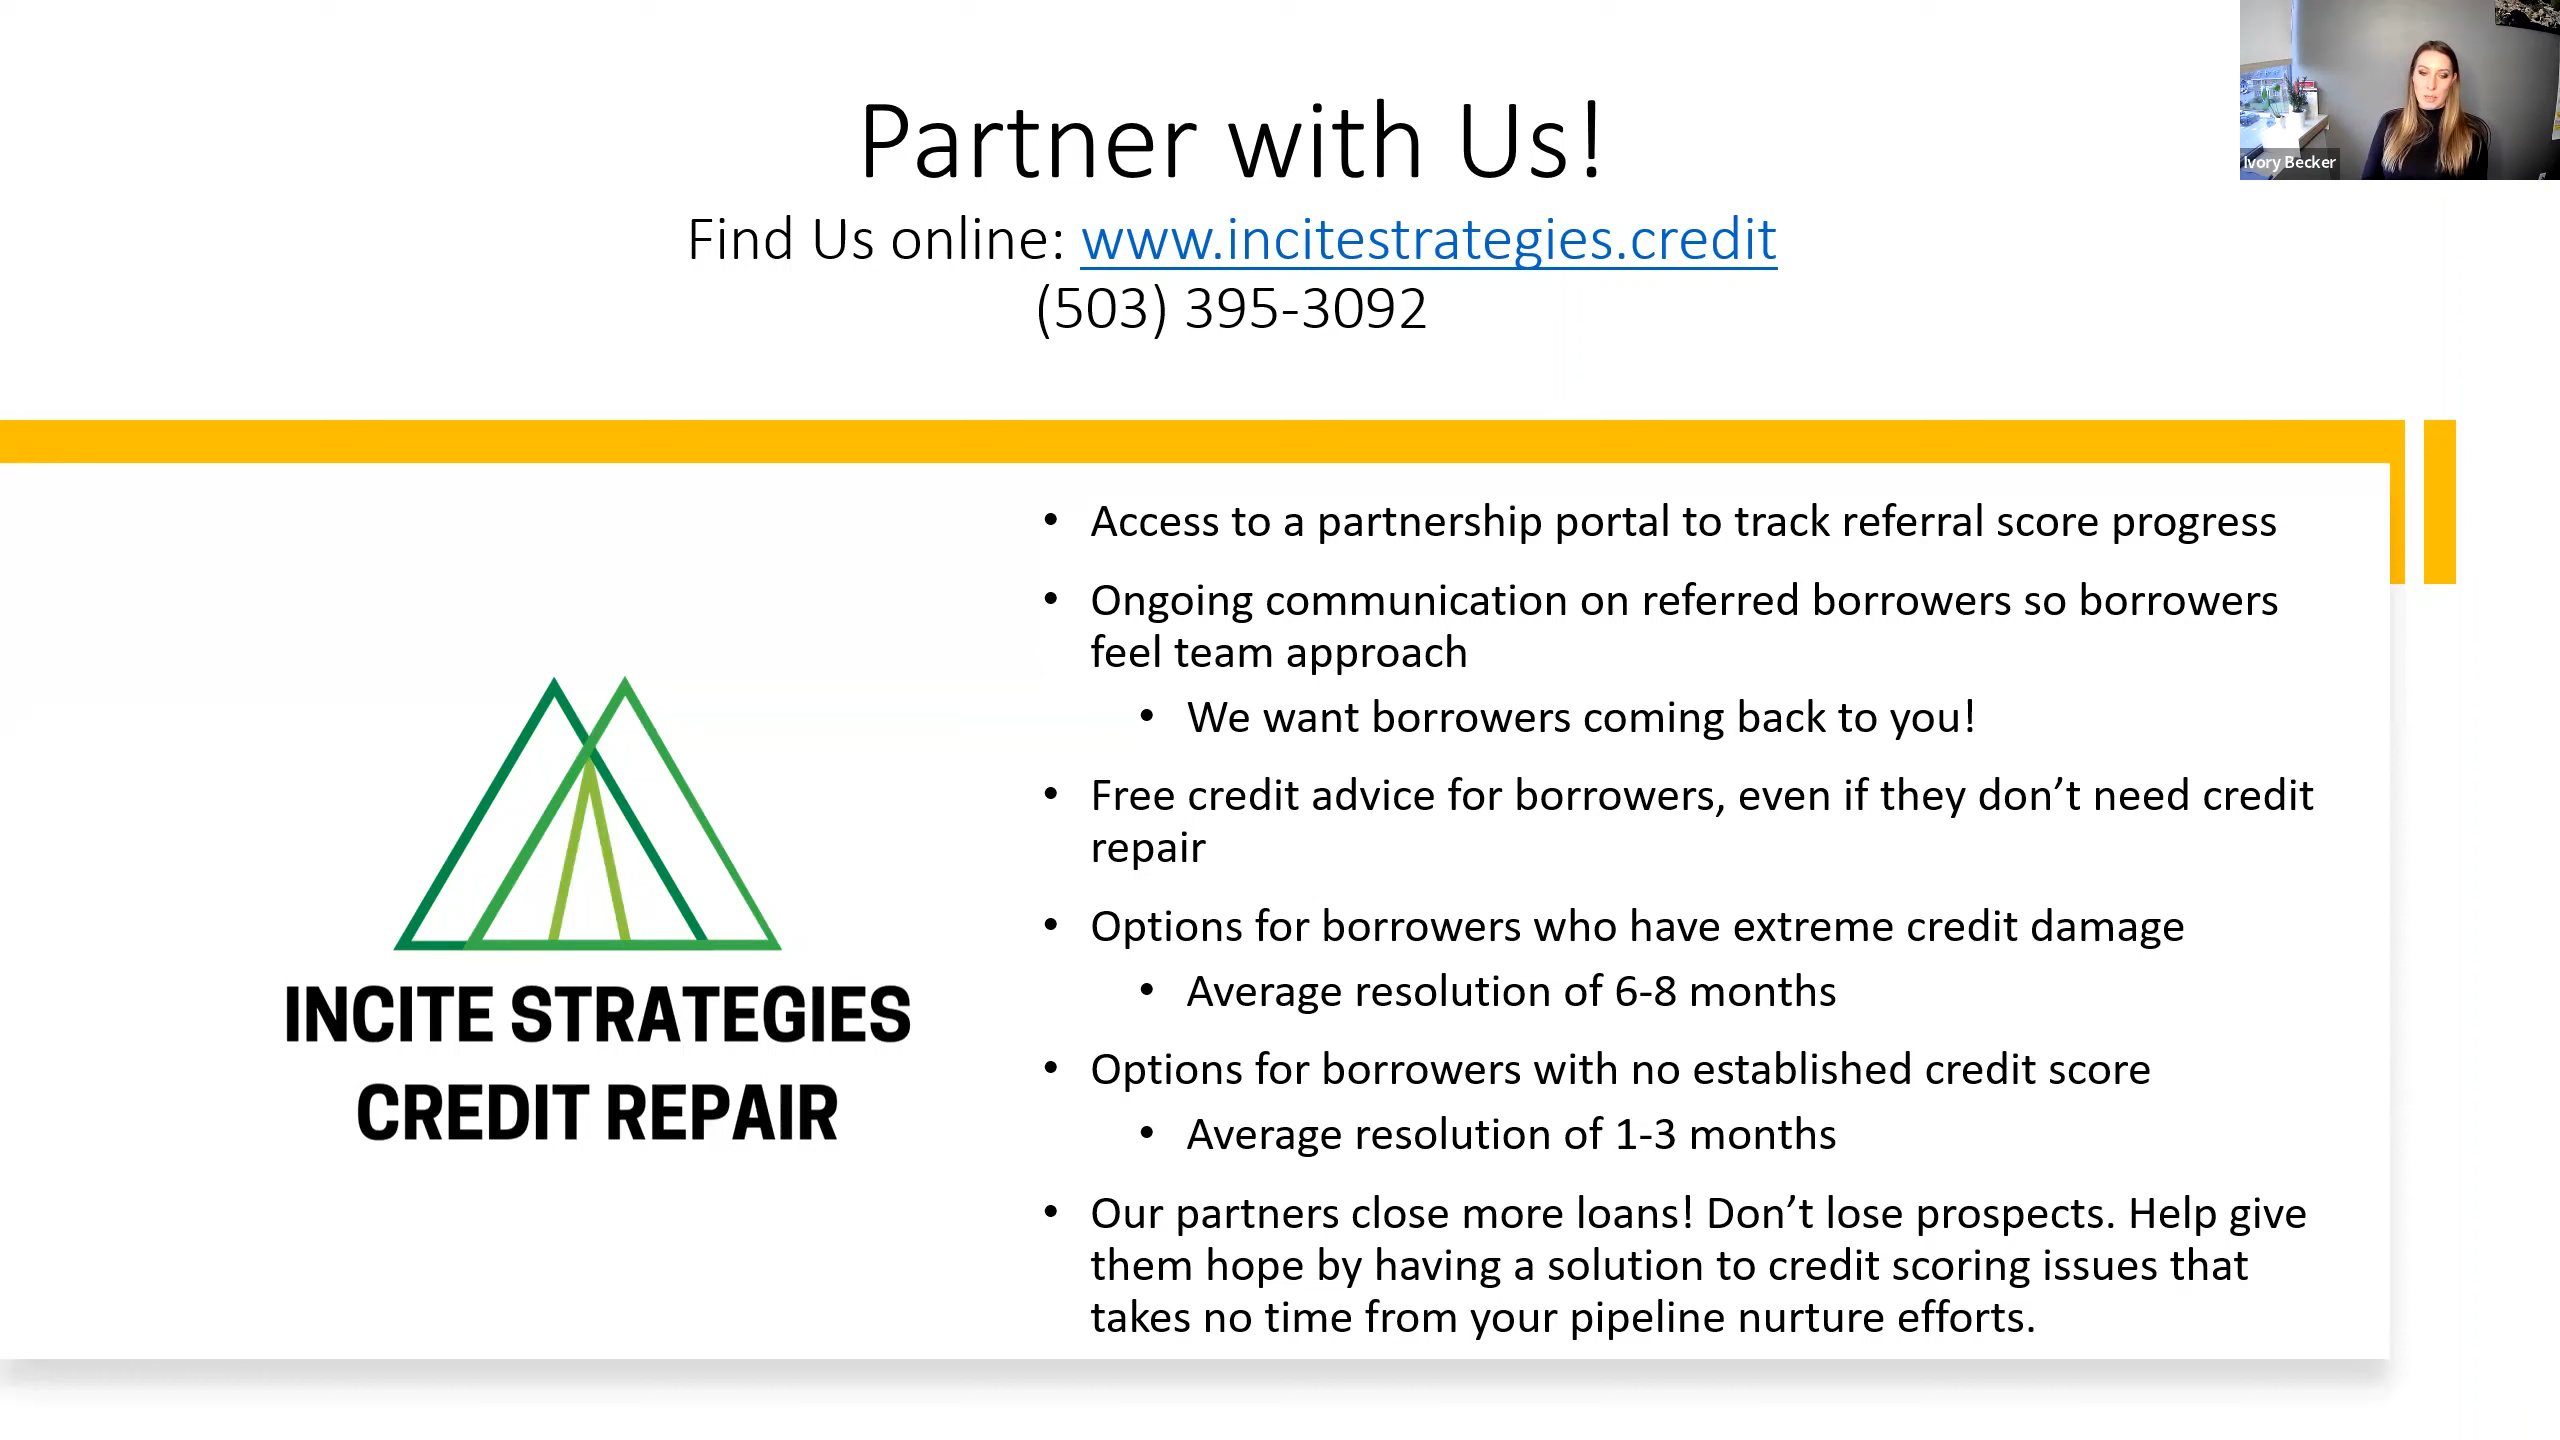 Partner with Us!
Find Us online: www.incitestrategies.credit
(503) 395-3092
Ivory Becker
• Access to a partnership portal to track referral score progress
• Ongoing communication on referred borrowers so borrowers
feel team approach
• We want borrowers coming back to you!
• Free credit advice for borrowers, even if they don’t need credit
repair
• Options for borrowers who have extreme credit damage
• Average resolution of 6-8 months
• Options for borrowers with no established credit score
• Average resolution of 1-3 months
• Our partners close more loans! Don’t lose prospects. Help give
them hope by having a solution to credit scoring issues that
takes no time from your pipeline nurture efforts.
INCITE STRATEGIES
CREDIT REPAIR